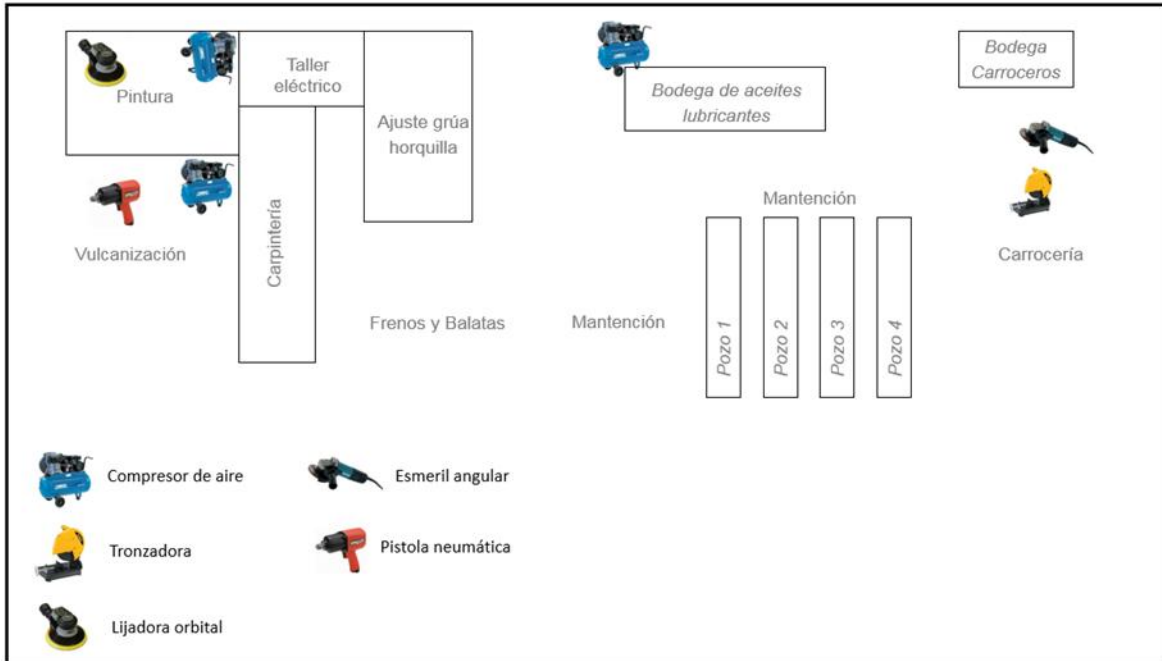 Pintura
Taller
eléctrico
Ajuste grúa
horquilla
Bodega de aceites
lubricantes
Bodega
Carroceros
Vulcanización
Carpintería
Mantención
Carrocería
Frenos y Balatas
Mantención
Pozo 1
Pozo 2
Pozo 3
Pozo 4
Compresor de aire
Esmeril angular
Tronzadora
Pistola neumática
Lijadora orbital